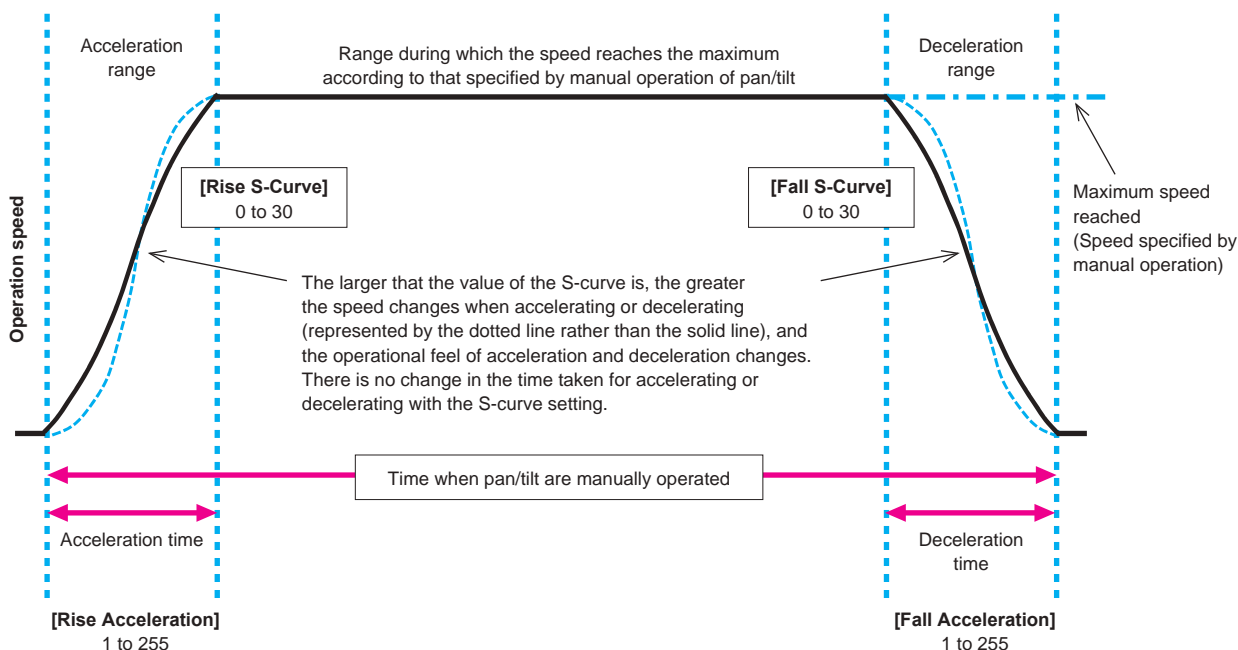 Acceleration
range
Range during which the speed reaches the maximum
according to that specified by manual operation of pan/tilt
Deceleration
range
[Rise S-Curve]
0 to 30
[Fall S-Curve]
0 to 30
Maximum speed
reached
(Speed specified by
manual operation)
Operation speed
The larger that the value of the S-curve is, the greater
the speed changes when accelerating or decelerating
(represented by the dotted line rather than the solid line), and
the operational feel of acceleration and deceleration changes.
There is no change in the time taken for accelerating or
decelerating with the S-curve setting.
Time when pan/tilt are manually operated
Acceleration time
Deceleration
time
[Rise Acceleration]
1 to 255
[Fall Acceleration]
1 to 255